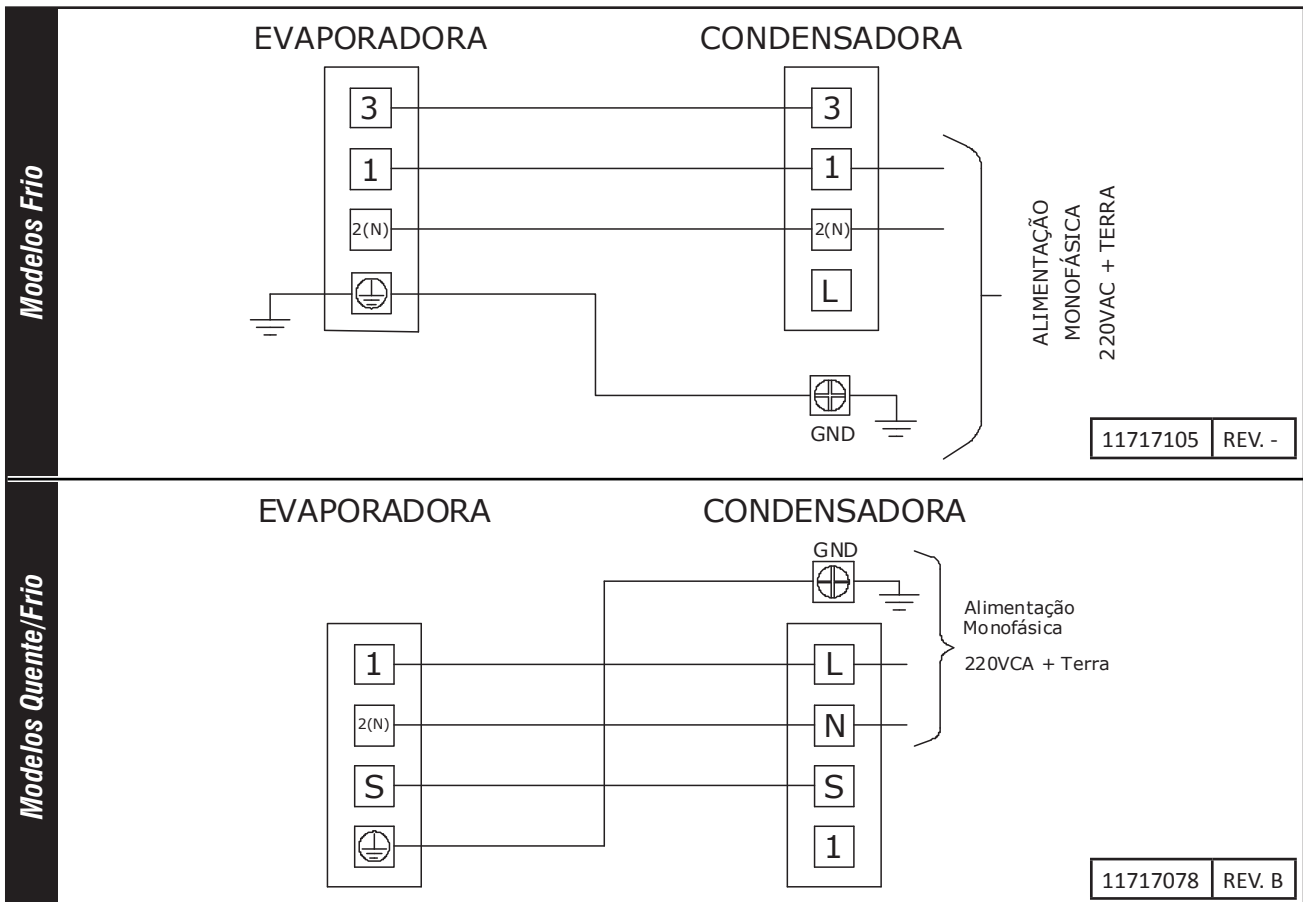 Modelos Frio
EVAPORADORA CONDENSADORA
3 3
1 1
2(N) 2(N)
L
GND
ALIMENTAÇÃO
MONOFÁSICA
220VAC + TERRA
11717105 REV. -
Modelos Quente/Frio
EVAPORADORA CONDENSADORA
GND
1 L
2(N) N
S S
1
Alimentação
Monofásica
220VCA + Terra
11717078 REV. B